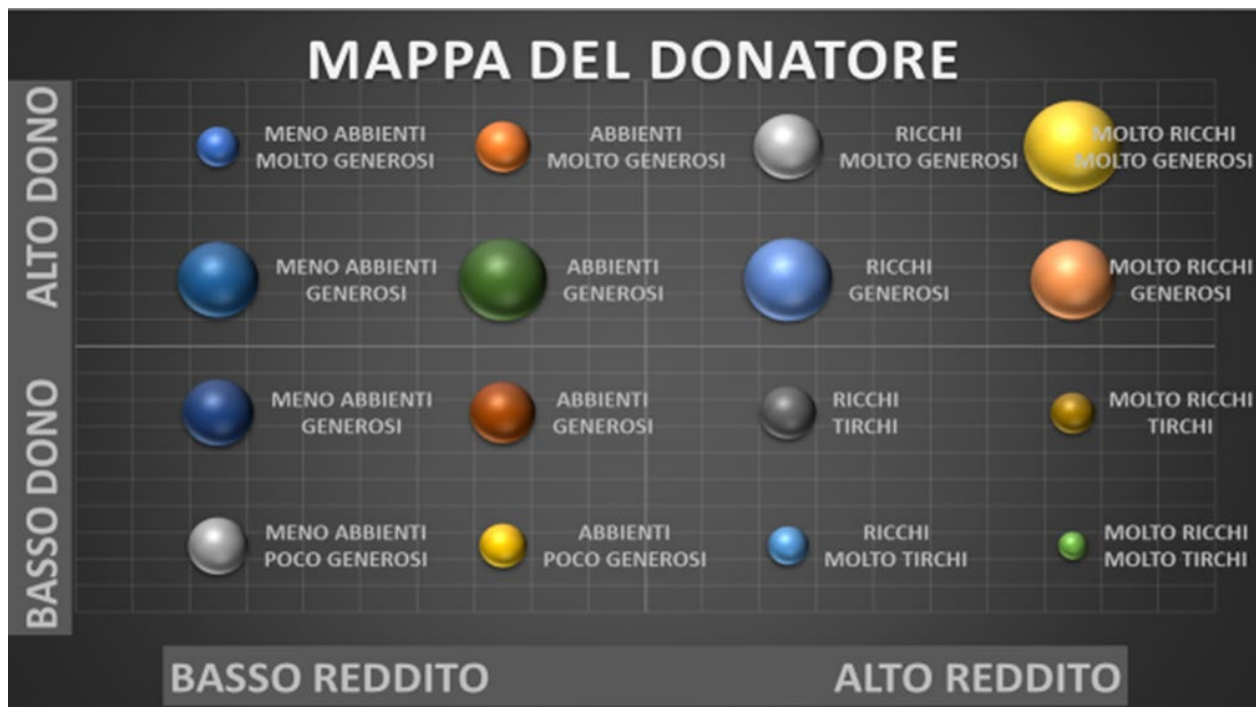 MAPPA DEL DONATORE
ALTO DONO
MENO ABBIENTI
MOLTO GENEROSI
ABBIENTI
MOLTO GENEROSI
RICCHI
MOLTO GENEROSI
MOLTO RICCHI
MOLTO GENEROSI
MENO ABBIENTI
GENEROSI
ABBIENTI
GENEROSI
RICCHI
GENEROSI
MOLTO RICCHI
GENEROSI
BASSO DONO
MENO ABBIENTI
GENEROSI
ABBIENTI
GENEROSI
RICCHI
TIRCHI
MOLTO RICCHI
TIRCHI
MENO ABBIENTI
POCO GENEROSI
ABBIENTI
POCO GENEROSI
RICCHI
MOLTO TIRCHI
MOLTO RICCHI
MOLTO TIRCHI
BASSO REDDITO
ALTO REDDITO